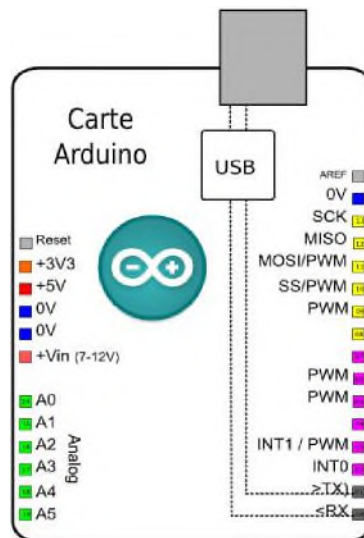 Carte
Arduino
USB
AREF
0V
SCK
MISO
MOSI/PWM
SS/PWM
PWM
PWM
PWM
INT1 / PWM
INT0
>TX)
<RX
Reset
+3V3
+5V
0V
0V
+Vin (7-12V)
A0
A1
A2
A3
A4
A5
Analog